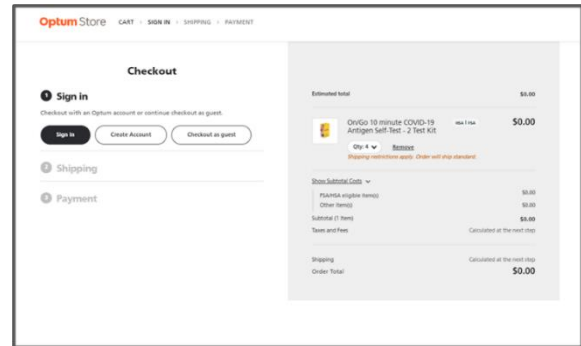 Optum Store CART > SIGN IN > SHIPPING > PAYMENT
Checkout
1 Sign in
Checkout with an Optum account or continue checkout as guest.
Sign in Create Account Checkout as guest
2 Shipping
3 Payment
Estimated total $0.00
On/Go 10 minute COVID-19 $0.00
Antigen Self-Test - 2 Test Kit
Qty: 4 Remove
Shipping restrictions apply. Order will ship standard.
Show Subtotal Costs
FSA/HSA eligible item(s) $0.00
Other item(s) $0.00
Subtotal (1 item) $0.00
Taxes and Fees Calculated at the next step
Shipping Calculated at the next step
Order Total $0.00